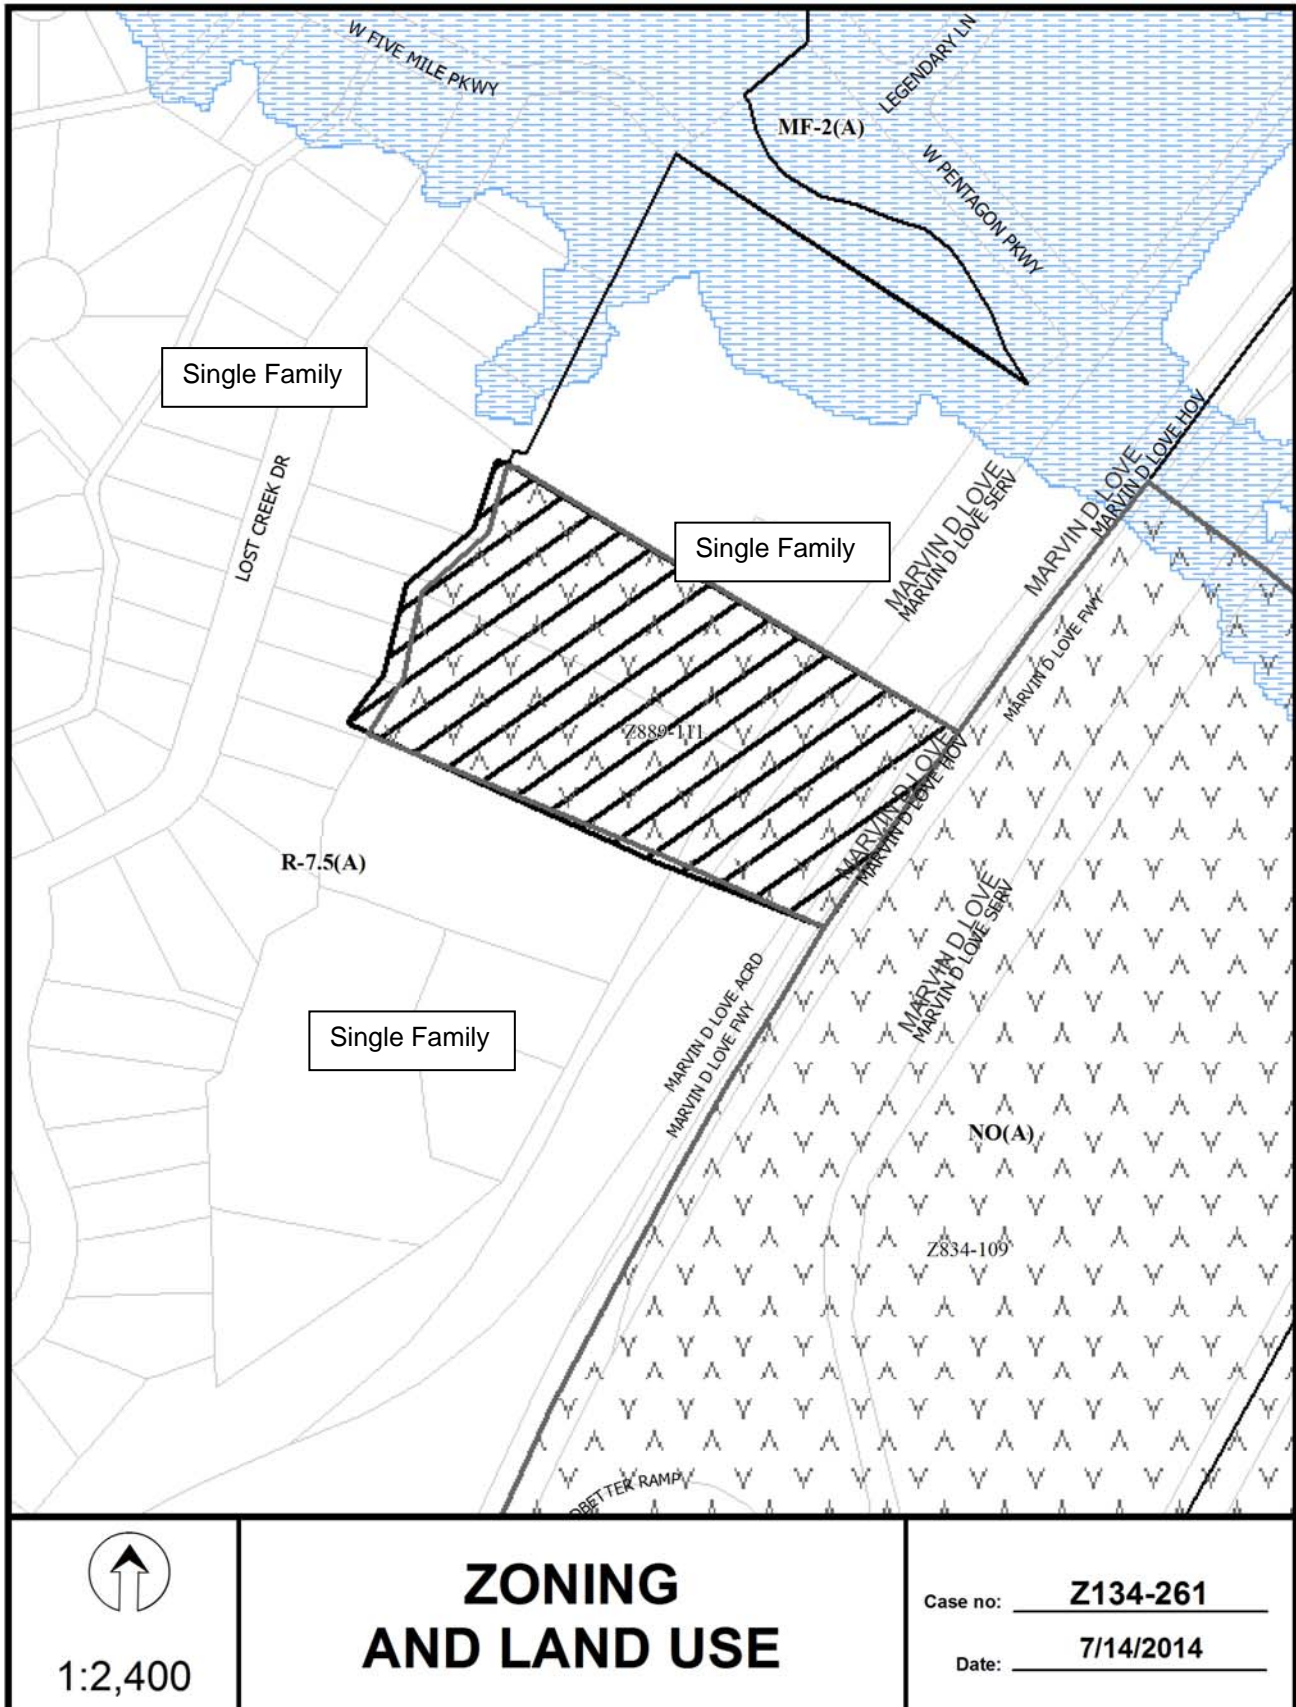 W FIVE MILE PKWY
LEGENDARY LN
MF-2(A)
W PENTAGON PKWY
Single Family
LOST CREEK DR
MARVIN D LOVE
MARVIN D LOVE SERV
MARVIN D LOVE
MARVIN D LOVE HOV
Single Family
MARVIN D LOVE FWY
Z889-111
MARVIN D LOVE
MARVIN D LOVE HOV
R-7.5(A)
MARVIN D LOVE
MARVIN D LOVE SERV
MARVIN D LOVE ACRD
MARVIN D LOVE FWY
Single Family
NO(A)
Z834-109
DBETTER RAMP
1:2,400
ZONING
AND LAND USE
Case no: Z134-261
Date: 7/14/2014